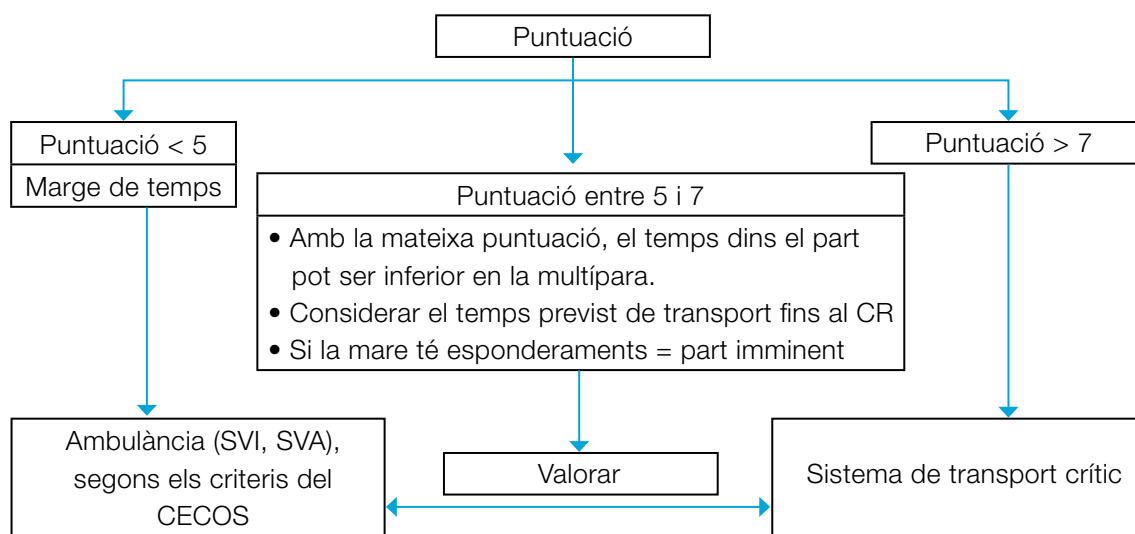 Puntuació
Puntuació < 5
Marge de temps
Puntuació > 7
Puntuació entre 5 i 7
• Amb la mateixa puntuació, el temps dins el part
pot ser inferior en la multípara.
• Considerar el temps previst de transport fins al CR
• Si la mare té esponderaments = part imminent
Ambulància (SVI, SVA),
segons els criteris del
CECOS
Valorar
Sistema de transport crític